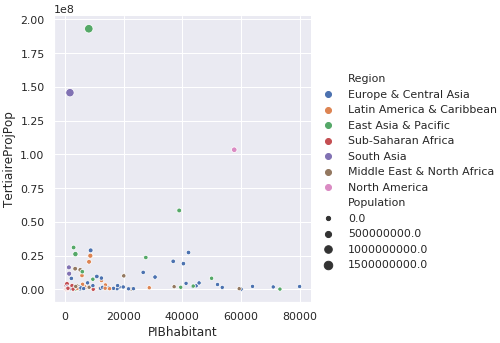 1e8
2.00
1.75
1.50
1.25
1.00
0.75
0.50
0.25
0.00
TertiaireProjPop
0
20000
40000
60000
80000
PIBhabitant
Region
Europe & Central Asia
Latin America & Caribbean
East Asia & Pacific
Sub-Saharan Africa
South Asia
Middle East & North Africa
North America
Population
0.0
500000000.0
1000000000.0
1500000000.0